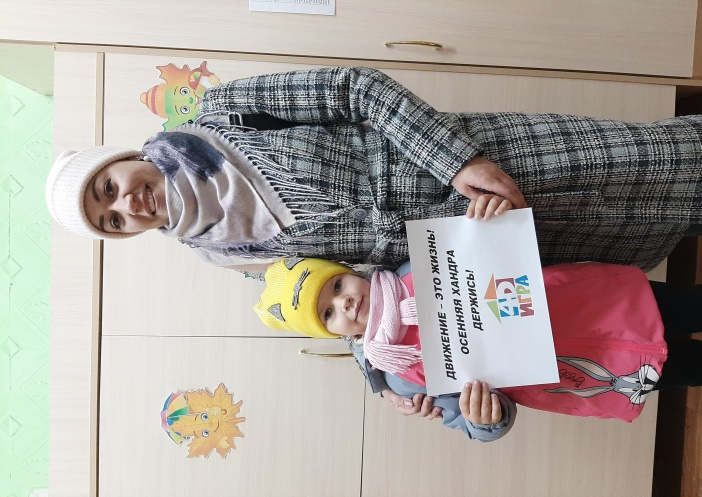 ДВИЖЕНИЕ - ЭТО ЖИЗНЬ!
ОСЕННЯЯ ХАНДРА
ДЕРЖИСЬ!
ИГРА